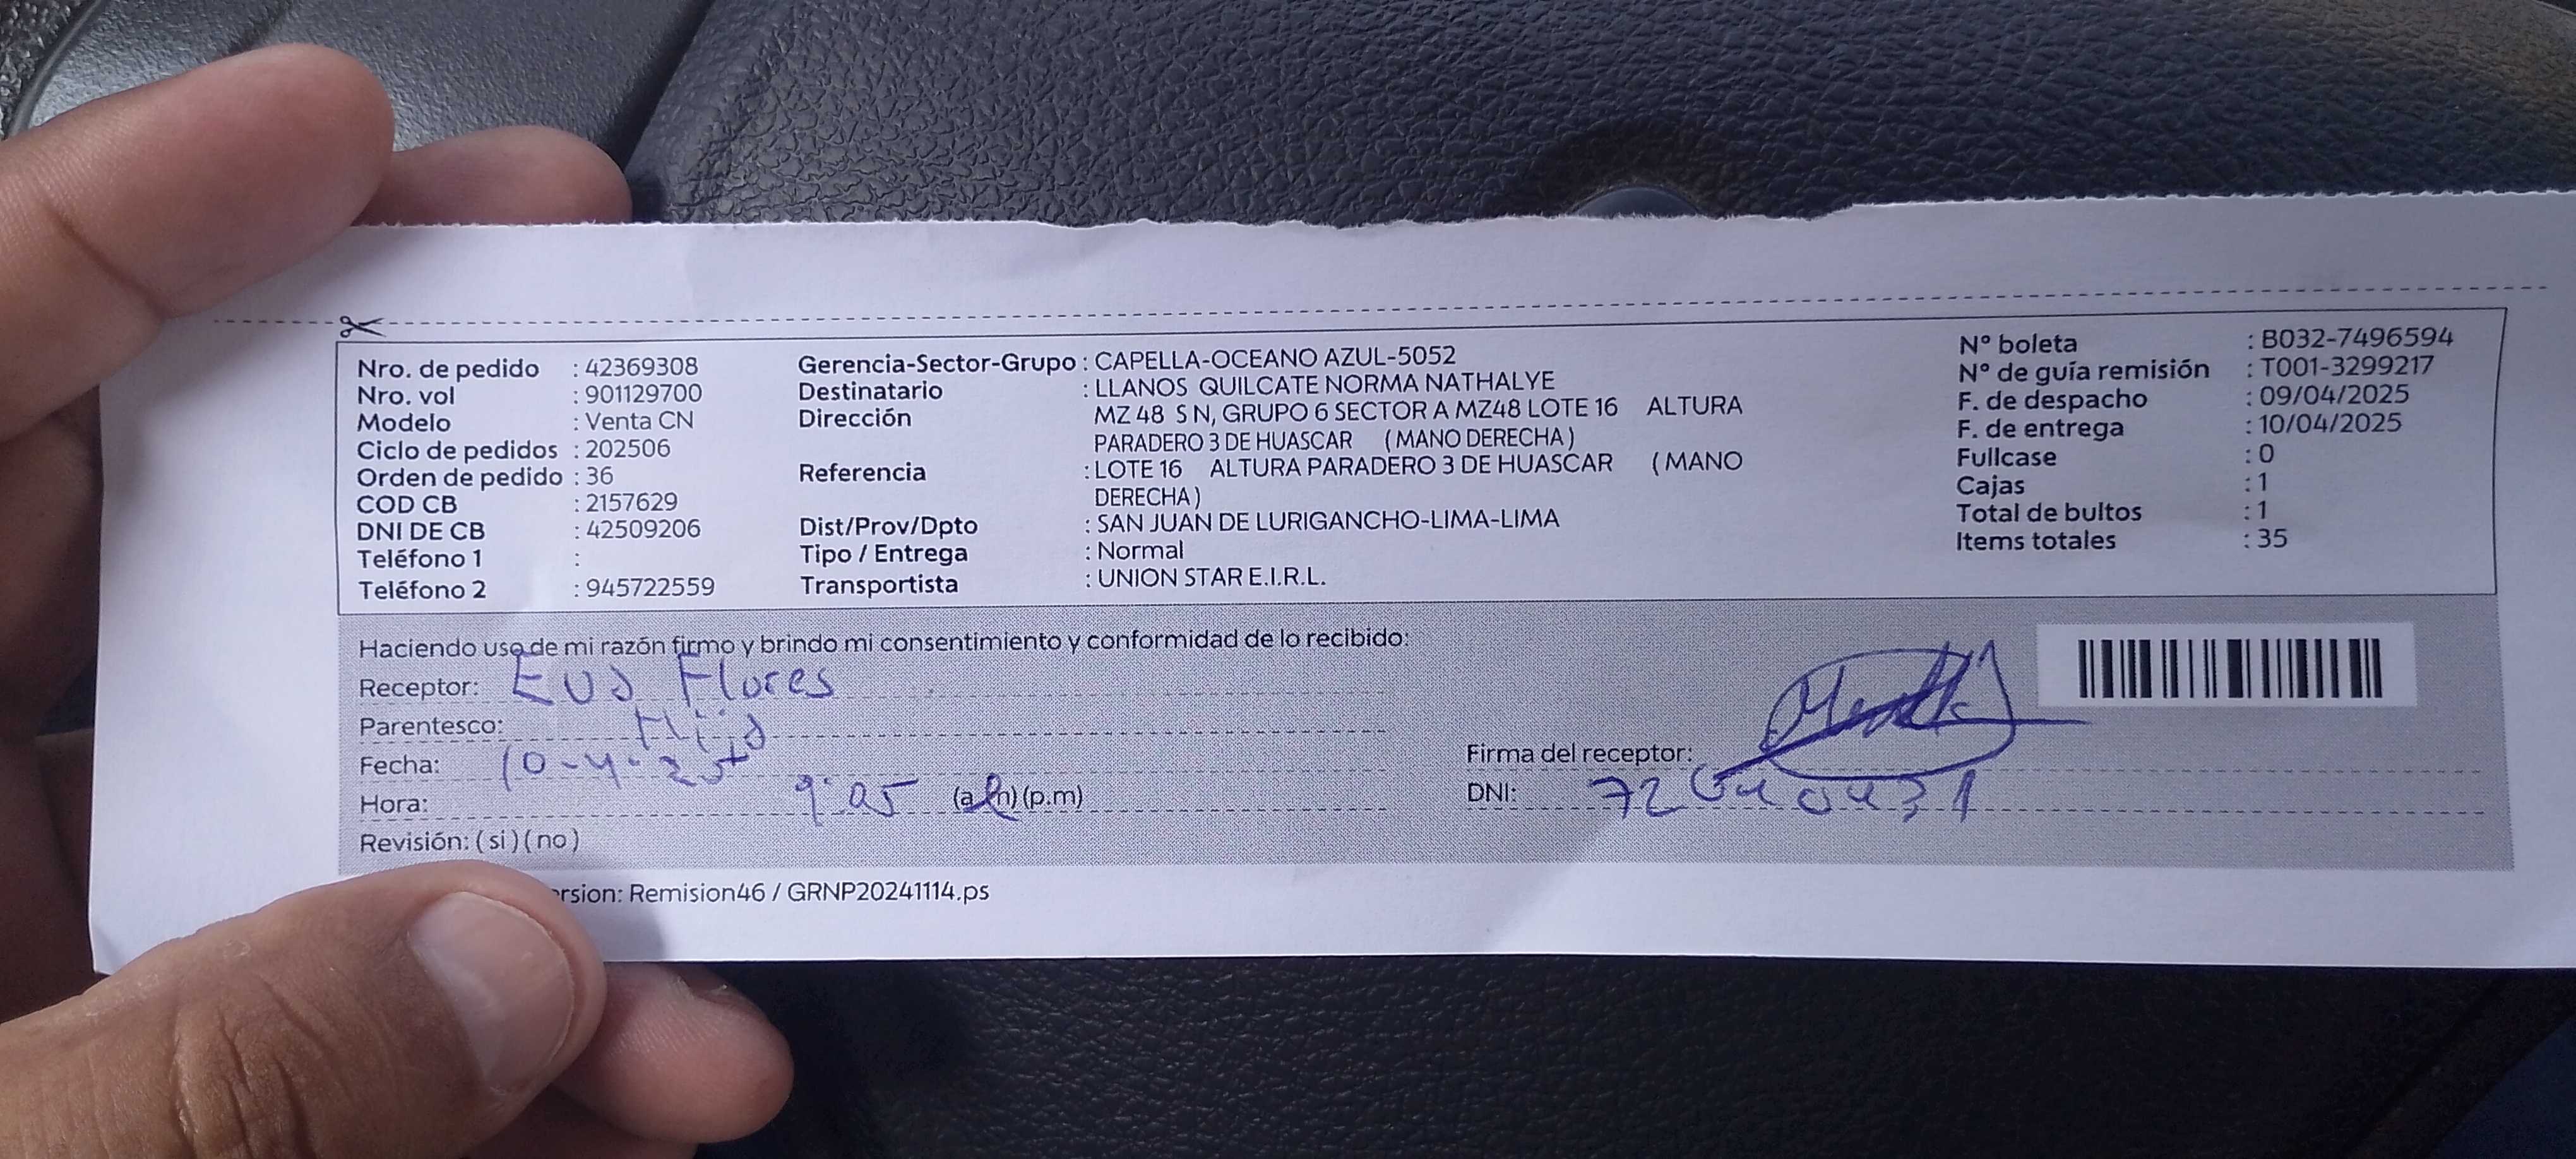 Nro. de pedido : 42369308
Nro. vol : 901129700
Modelo : Venta CN
Ciclo de pedidos : 202506
Orden de pedido : 36
COD CB : 2157629
DNI DE CB : 42509206
Teléfono 1 :
Teléfono 2 : 945722559
Gerencia-Sector-Grupo : CAPELLA-OCEANO AZUL-5052
Destinatario : LLANOS QUILCATE NORMA NATHALYE
Dirección MZ 48 S N, GRUPO 6 SECTOR A MZ48 LOTE 16 ALTURA
PARADERO 3 DE HUASCAR (MANO DERECHA)
Referencia : LOTE 16 ALTURA PARADERO 3 DE HUASCAR (MANO
DERECHA)
Dist/Prov/Dpto : SAN JUAN DE LURIGANCHO-LIMA-LIMA
Tipo / Entrega : Normal
Transportista : UNION STAR E.I.R.L.
N° boleta : B032-7496594
N° de guía remisión : T001-3299217
F. de despacho : 09/04/2025
F. de entrega : 10/04/2025
Fullcase : 0
Cajas : 1
Total de bultos : 1
Items totales : 35
Haciendo uso de mi razón firmo y brindo mi consentimiento y conformidad de lo recibido:
Receptor: Flores
Parentesco: Hija
Fecha: 10-4-25
Hora: 9:05 (a.m) (p.m)
Revisión: (si) (no)
Firma del receptor:
DNI:
rsion: Remision46 / GRNP20241114.ps